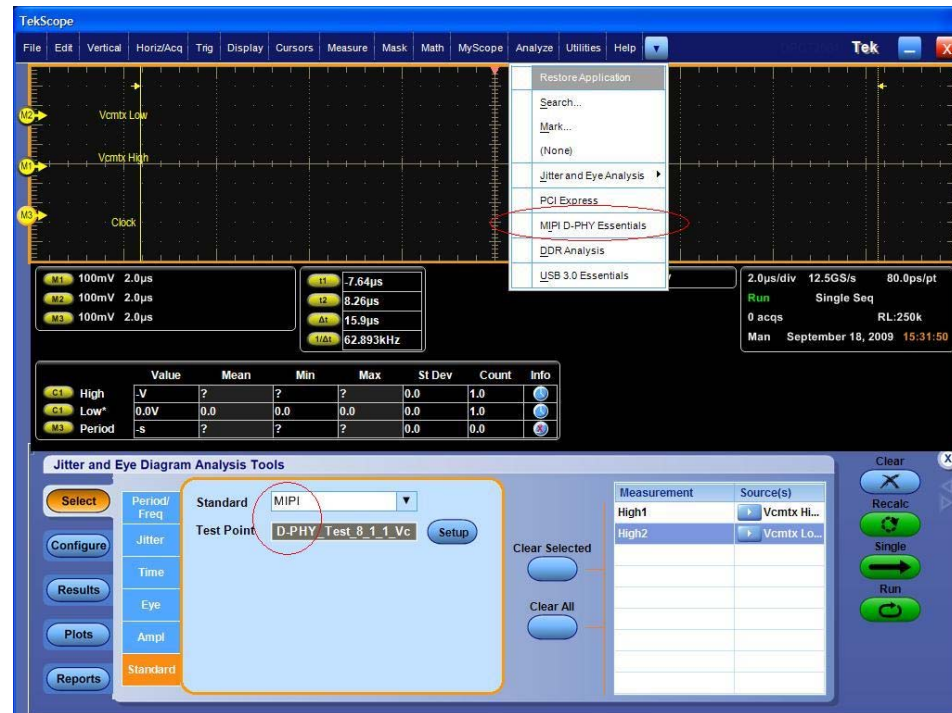 TekScope
File Edit Vertical Horiz/Acq Trig Display Cursors Measure Mask Math MyScope Analyze Utilities Help Tek X
Restore Application
Search...
Mark...
(None)
Jitter and Eye Analysis
PCI Express
MIPI D-PHY Essentials
DDR Analysis
USB 3.0 Essentials
M2 Vcmtx Low
M1 Vcmtx High
M3 Clock
M1 100mV 2.0µs
M2 100mV 2.0µs
M3 100mV 2.0µs
t1 -7.64µs
t2 8.26µs
Δt 15.9µs
1/Δt 62.893kHz
2.0µs/div 12.5GS/s 80.0ps/pt
Run Single Seq
0 acqs RL:250k
Man September 18, 2009 15:31:50
Value Mean Min Max St Dev Count Info
C1 High -V ? ? ? 0.0 1.0
C1 Low* 0.0V 0.0 0.0 0.0 0.0 1.0
M3 Period -s ? ? ? 0.0 0.0
Jitter and Eye Diagram Analysis Tools
Select
Configure
Results
Plots
Reports
Period/
Freq
Jitter
Time
Eye
Ampl
Standard
Standard MIPI
Test Point D-PHY_Test_8_1_1_Vc Setup
Clear Selected
Clear All
Measurement Source(s)
High1 Vcmtx Hi...
High2 Vcmtx Lo...
Clear
X
Recalc
Single
Run